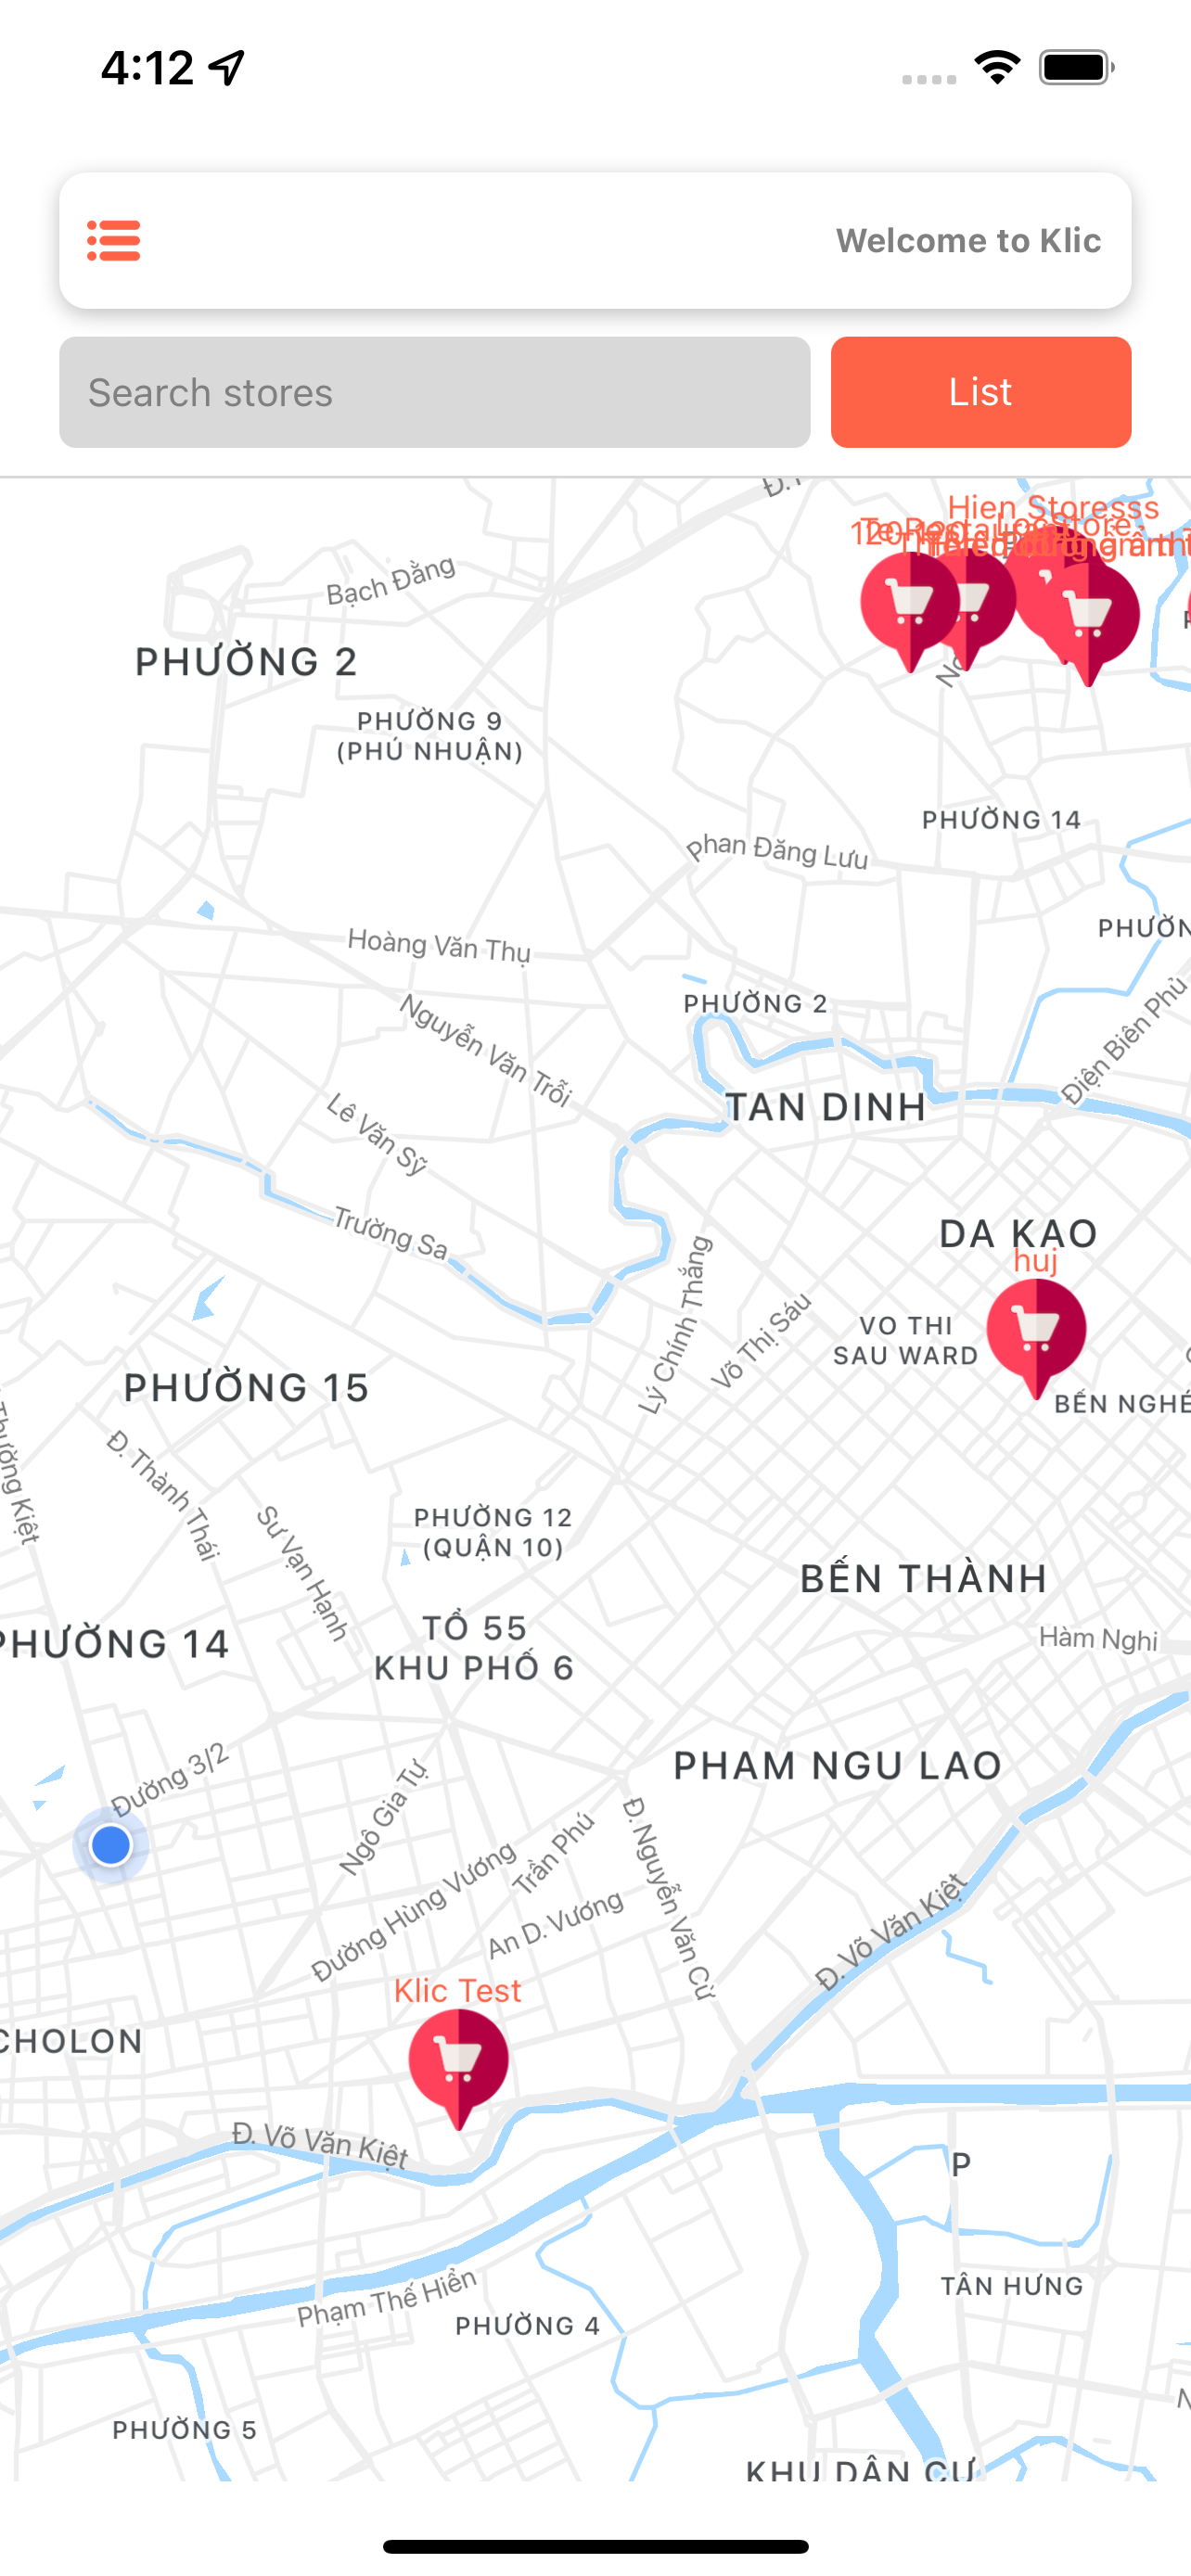 4:12
Welcome to Klic
Search stores
List
Hien Storesss
Bạch Đằng
PHƯỜNG 2
PHƯỜNG 9
(PHÚ NHUẬN)
PHƯỜNG 14
Phan Đăng Lưu
Hoàng Văn Thụ
PHƯỜNG 2
Nguyễn Văn Trỗi
Điện Biên Phủ
TAN DINH
Lê Văn Sỹ
Trường Sa
DA KAO
huj
Lý Chính Thắng
Võ Thị Sáu
VO THI
SAU WARD
PHƯỜNG 15
BẾN NGHÉ
Thường Kiệt
Đ. Thành Thái
Sư Vạn Hạnh
PHƯỜNG 12
(QUẬN 10)
BẾN THÀNH
TỔ 55
KHU PHỐ 6
PHƯỜNG 14
Hàm Nghi
PHAM NGU LAO
Đường 3/2
Ngô Gia Tự
Trần Phú
Đ. Nguyễn Văn Cừ
Đường Hùng Vương
An D. Vương
Đ. Võ Văn Kiệt
Klic Test
CHOLON
Đ. Võ Văn Kiệt
P
TÂN HƯNG
Phạm Thế Hiển
PHƯỜNG 4
PHƯỜNG 5
KHU DÂN CƯ